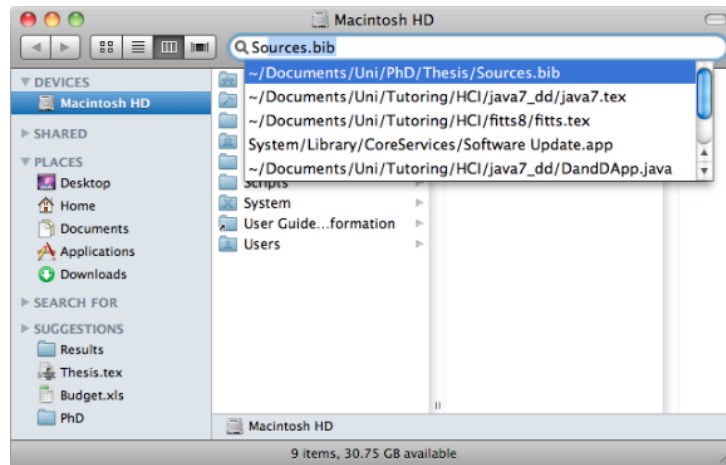 Macintosh HD
Sources.bib
▼ DEVICES
Macintosh HD
▶ SHARED
▼ PLACES
Desktop
Home
Documents
Applications
Downloads
▶ SEARCH FOR
▶ SUGGESTIONS
Results
Thesis.tex
Budget.xls
PhD
~/Documents/Uni/PhD/Thesis/Sources.bib
~/Documents/Uni/Tutoring/HCI/java7_dd/java7.tex
~/Documents/Uni/Tutoring/HCI/fitts8/fitts.tex
System/Library/CoreServices/Software Update.app
~/Documents/Uni/Tutoring/HCI/java7_dd/DandDApp.java
Scripts
System
User Guide...formation
Users
Macintosh HD
9 items, 30.75 GB available